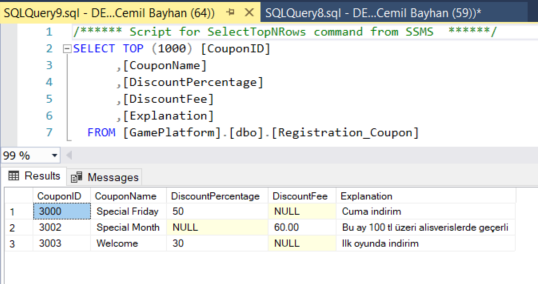 SQLQuery9.sql - DE...Cemil Bayhan (64)) SQLQuery8.sql - DE...Cemil Bayhan (59))*
1 /****** Script for SelectTopNRows command from SSMS ******/
2 SELECT TOP (1000) [CouponID]
3 ,[CouponName]
4 ,[DiscountPercentage]
5 ,[DiscountFee]
6 ,[Explanation]
7 FROM [GamePlatform].[dbo].[Registration_Coupon]
99 %
Results Messages
CouponID CouponName DiscountPercentage DiscountFee Explanation
1 3000 Special Friday 50 NULL Cuma indirim
2 3002 Special Month NULL 60.00 Bu ay 100 tl üzeri alisverislerde geçerli
3 3003 Welcome 30 NULL Ilk oyunda indirim